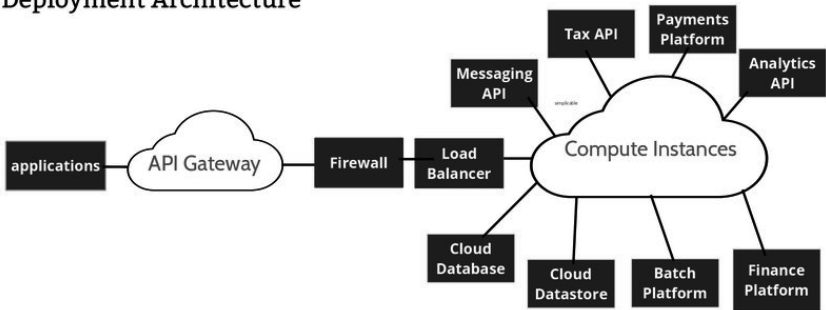 Deployment Architecture
Tax API
Payments
Platform
Messaging
API
Analytics
API
applications
API Gateway
Firewall
Load
Balancer
Compute Instances
Cloud
Database
Cloud
Datastore
Batch
Platform
Finance
Platform